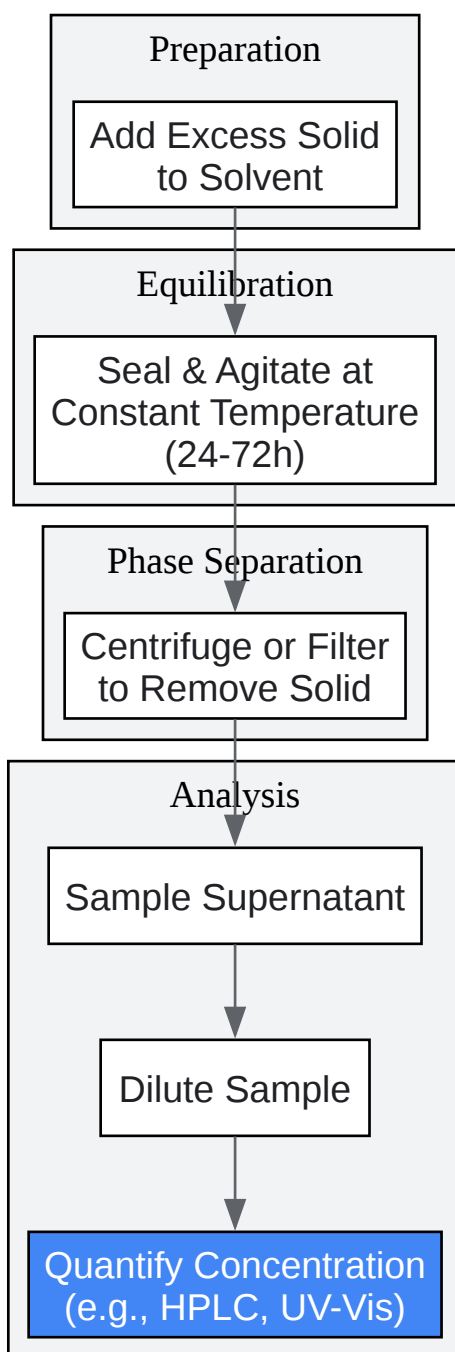 Preparation
Add Excess Solid
to Solvent
Equilibration
Seal & Agitate at
Constant Temperature
(24-72h)
Phase Separation
Centrifuge or Filter
to Remove Solid
Analysis
Sample Supernatant
Dilute Sample
Quantify Concentration
(e.g., HPLC, UV-Vis)